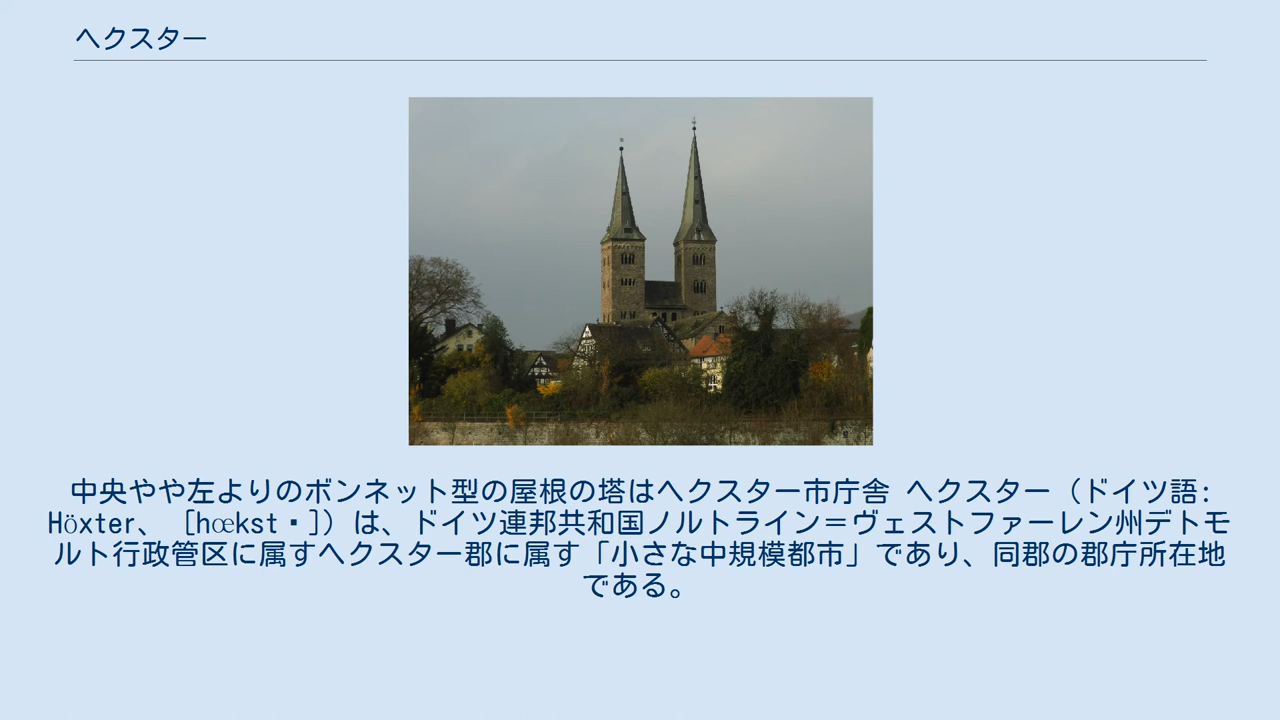 ヘクスター
中央やや左よりのボンネット型の屋根の塔はヘクスター市庁舎 ヘクスター（ドイツ語:
Höxter、 [hœkst▪]）は、ドイツ連邦共和国ノルトライン＝ヴェストファーレン州デトモ
ルト行政管区に属すヘクスター郡に属す「小さな中規模都市」であり、同郡の郡庁所在地
である。